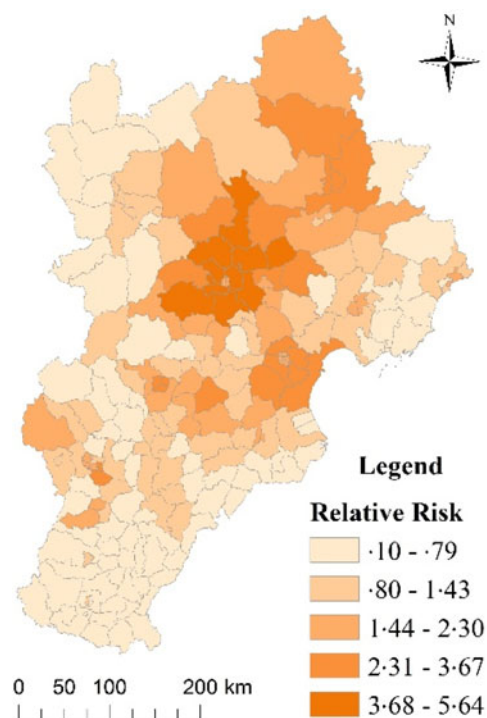 N
Legend
Relative Risk
·10 - ·79
·80 - 1·43
1·44 - 2·30
2·31 - 3·67
3·68 - 5·64
0 50 100 200 km